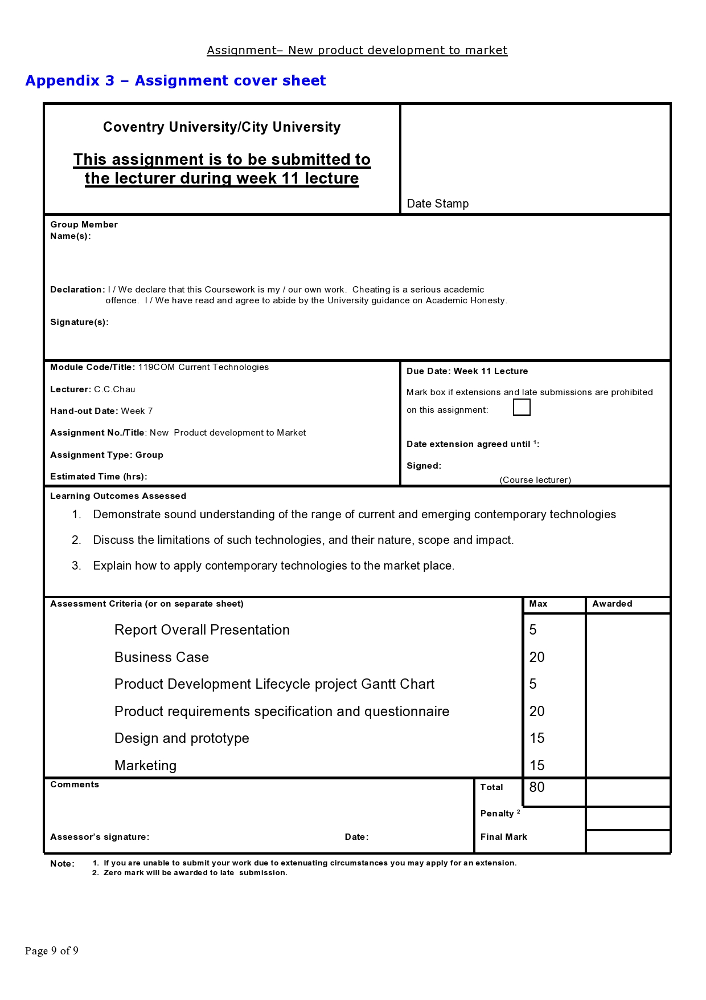 Assignment– New product development to market
Appendix 3 – Assignment cover sheet
Coventry University/City University
This assignment is to be submitted to
the lecturer during week 11 lecture
Date Stamp
Group Member
Name(s):
Declaration: I / We declare that this Coursework is my / our own work.  Cheating is a serious academic
offence.  I / We have read and agree to abide by the University guidance on Academic Honesty.
Signature(s):
Module Code/Title: 119COM Current Technologies
Lecturer: C.C.Chau
Hand-out Date: Week 7
Assignment No./Title: New  Product development to Market
Assignment Type: Group
Estimated Time (hrs):
Due Date: Week 11 Lecture
Mark box if extensions and late submissions are prohibited
on this assignment:
Date extension agreed until ¹:
Signed:
(Course lecturer)
Learning Outcomes Assessed
1. Demonstrate sound understanding of the range of current and emerging contemporary technologies
2. Discuss the limitations of such technologies, and their nature, scope and impact.
3. Explain how to apply contemporary technologies to the market place.
Assessment Criteria (or on separate sheet) Max Awarded
Report Overall Presentation 5
Business Case 20
Product Development Lifecycle project Gantt Chart 5
Product requirements specification and questionnaire 20
Design and prototype 15
Marketing 15
Comments Total 80
Penalty ²
Assessor’s signature: Date: Final Mark
Note: 1. If you are unable to submit your work due to extenuating circumstances you may apply for an extension.
2. Zero mark will be awarded to late  submission.
Page 9 of 9